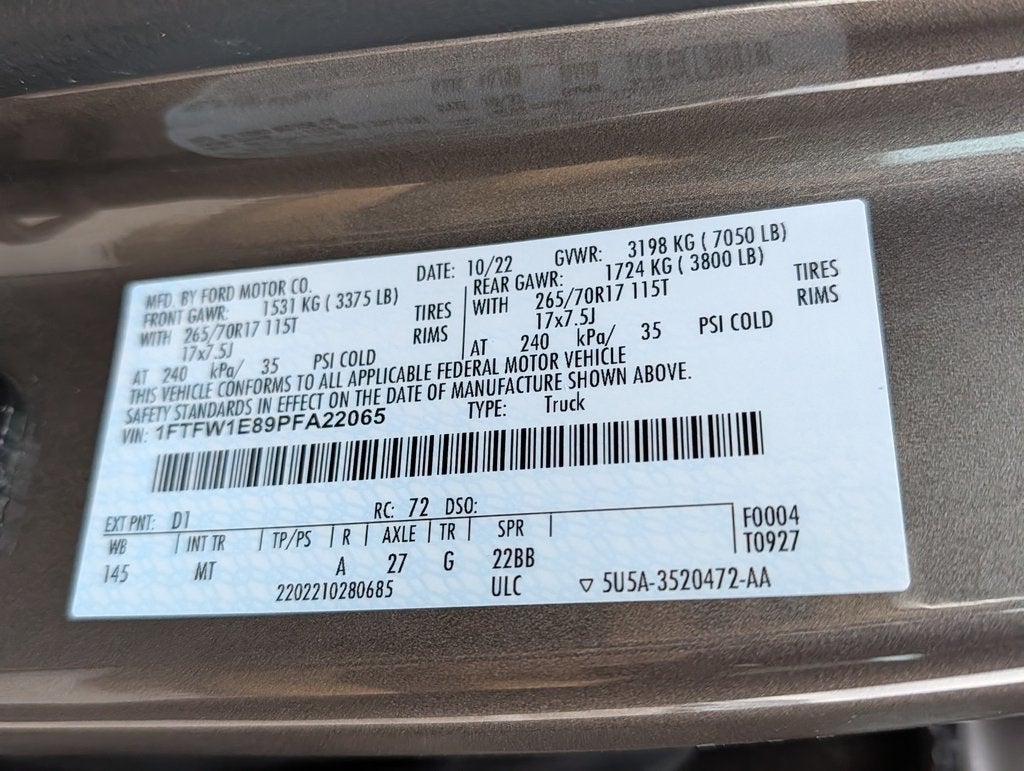 MFD. BY FORD MOTOR CO. DATE: 10/22 GVWR: 3198 KG ( 7050 LB)
FRONT GAWR: 1531 KG ( 3375 LB) REAR GAWR: 1724 KG ( 3800 LB)
WITH 265/70R17 115T TIRES WITH 265/70R17 115T TIRES
17x7.5J RIMS 17x7.5J RIMS
AT 240 kPa/ 35 PSI COLD AT 240 kPa/ 35 PSI COLD
THIS VEHICLE CONFORMS TO ALL APPLICABLE FEDERAL MOTOR VEHICLE
SAFETY STANDARDS IN EFFECT ON THE DATE OF MANUFACTURE SHOWN ABOVE.
VIN: 1FTFW1E89PFA22065 TYPE: Truck
EXT PNT: D1 RC: 72 DSO:
WB INT TR TP/PS R AXLE TR SPR F0004
145 MT A 27 G 22BB T0927
2202210280685 ULC ▽ 5U5A-3520472-AA